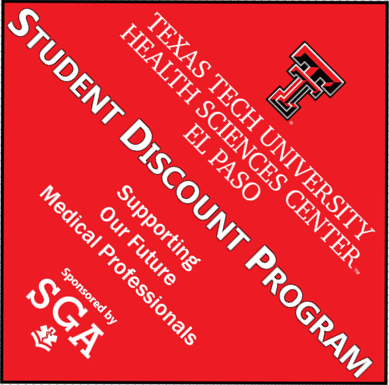 TEXAS TECH UNIVERSITY
HEALTH SCIENCES CENTER™
EL PASO
STUDENT DISCOUNT PROGRAM
Supporting
Our Future
Medical Professionals
Sponsored by
SGA